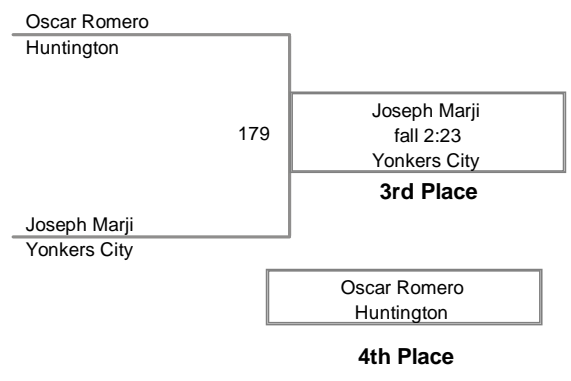 Oscar Romero
Huntington
179
Joseph Marji
fall 2:23
Yonkers City
3rd Place
Joseph Marji
Yonkers City
Oscar Romero
Huntington
4th Place